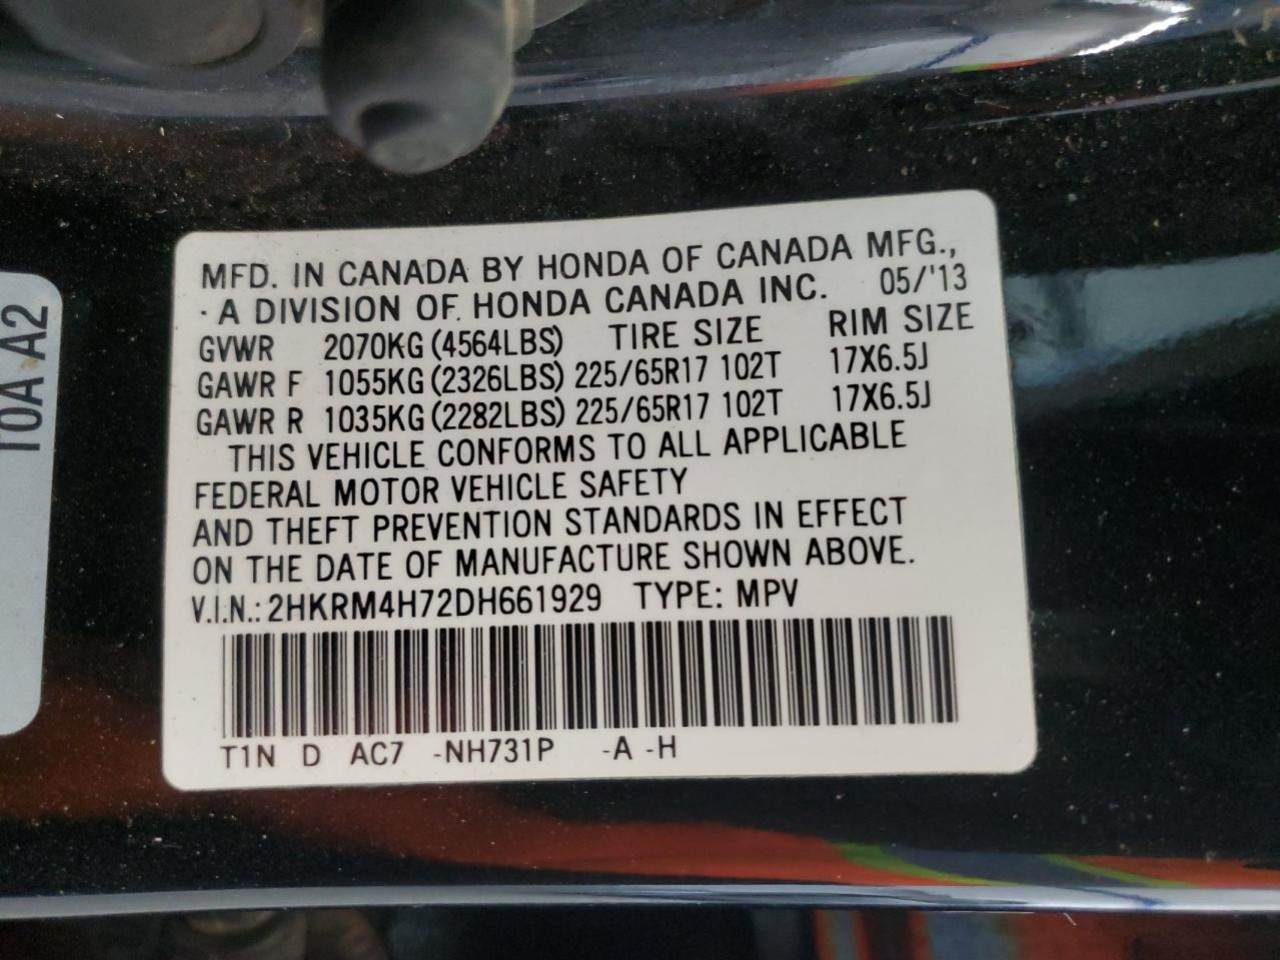 MFD. IN CANADA BY HONDA OF CANADA MFG.,
· A DIVISION OF HONDA CANADA INC. 05/'13
GVWR 2070KG (4564LBS) TIRE SIZE RIM SIZE
GAWR F 1055KG (2326LBS) 225/65R17 102T 17X6.5J
GAWR R 1035KG (2282LBS) 225/65R17 102T 17X6.5J
THIS VEHICLE CONFORMS TO ALL APPLICABLE
FEDERAL MOTOR VEHICLE SAFETY
AND THEFT PREVENTION STANDARDS IN EFFECT
ON THE DATE OF MANUFACTURE SHOWN ABOVE.
V.I.N.: 2HKRM4H72DH661929 TYPE: MPV
T1N D AC7 -NH731P -A -H
T0A A2